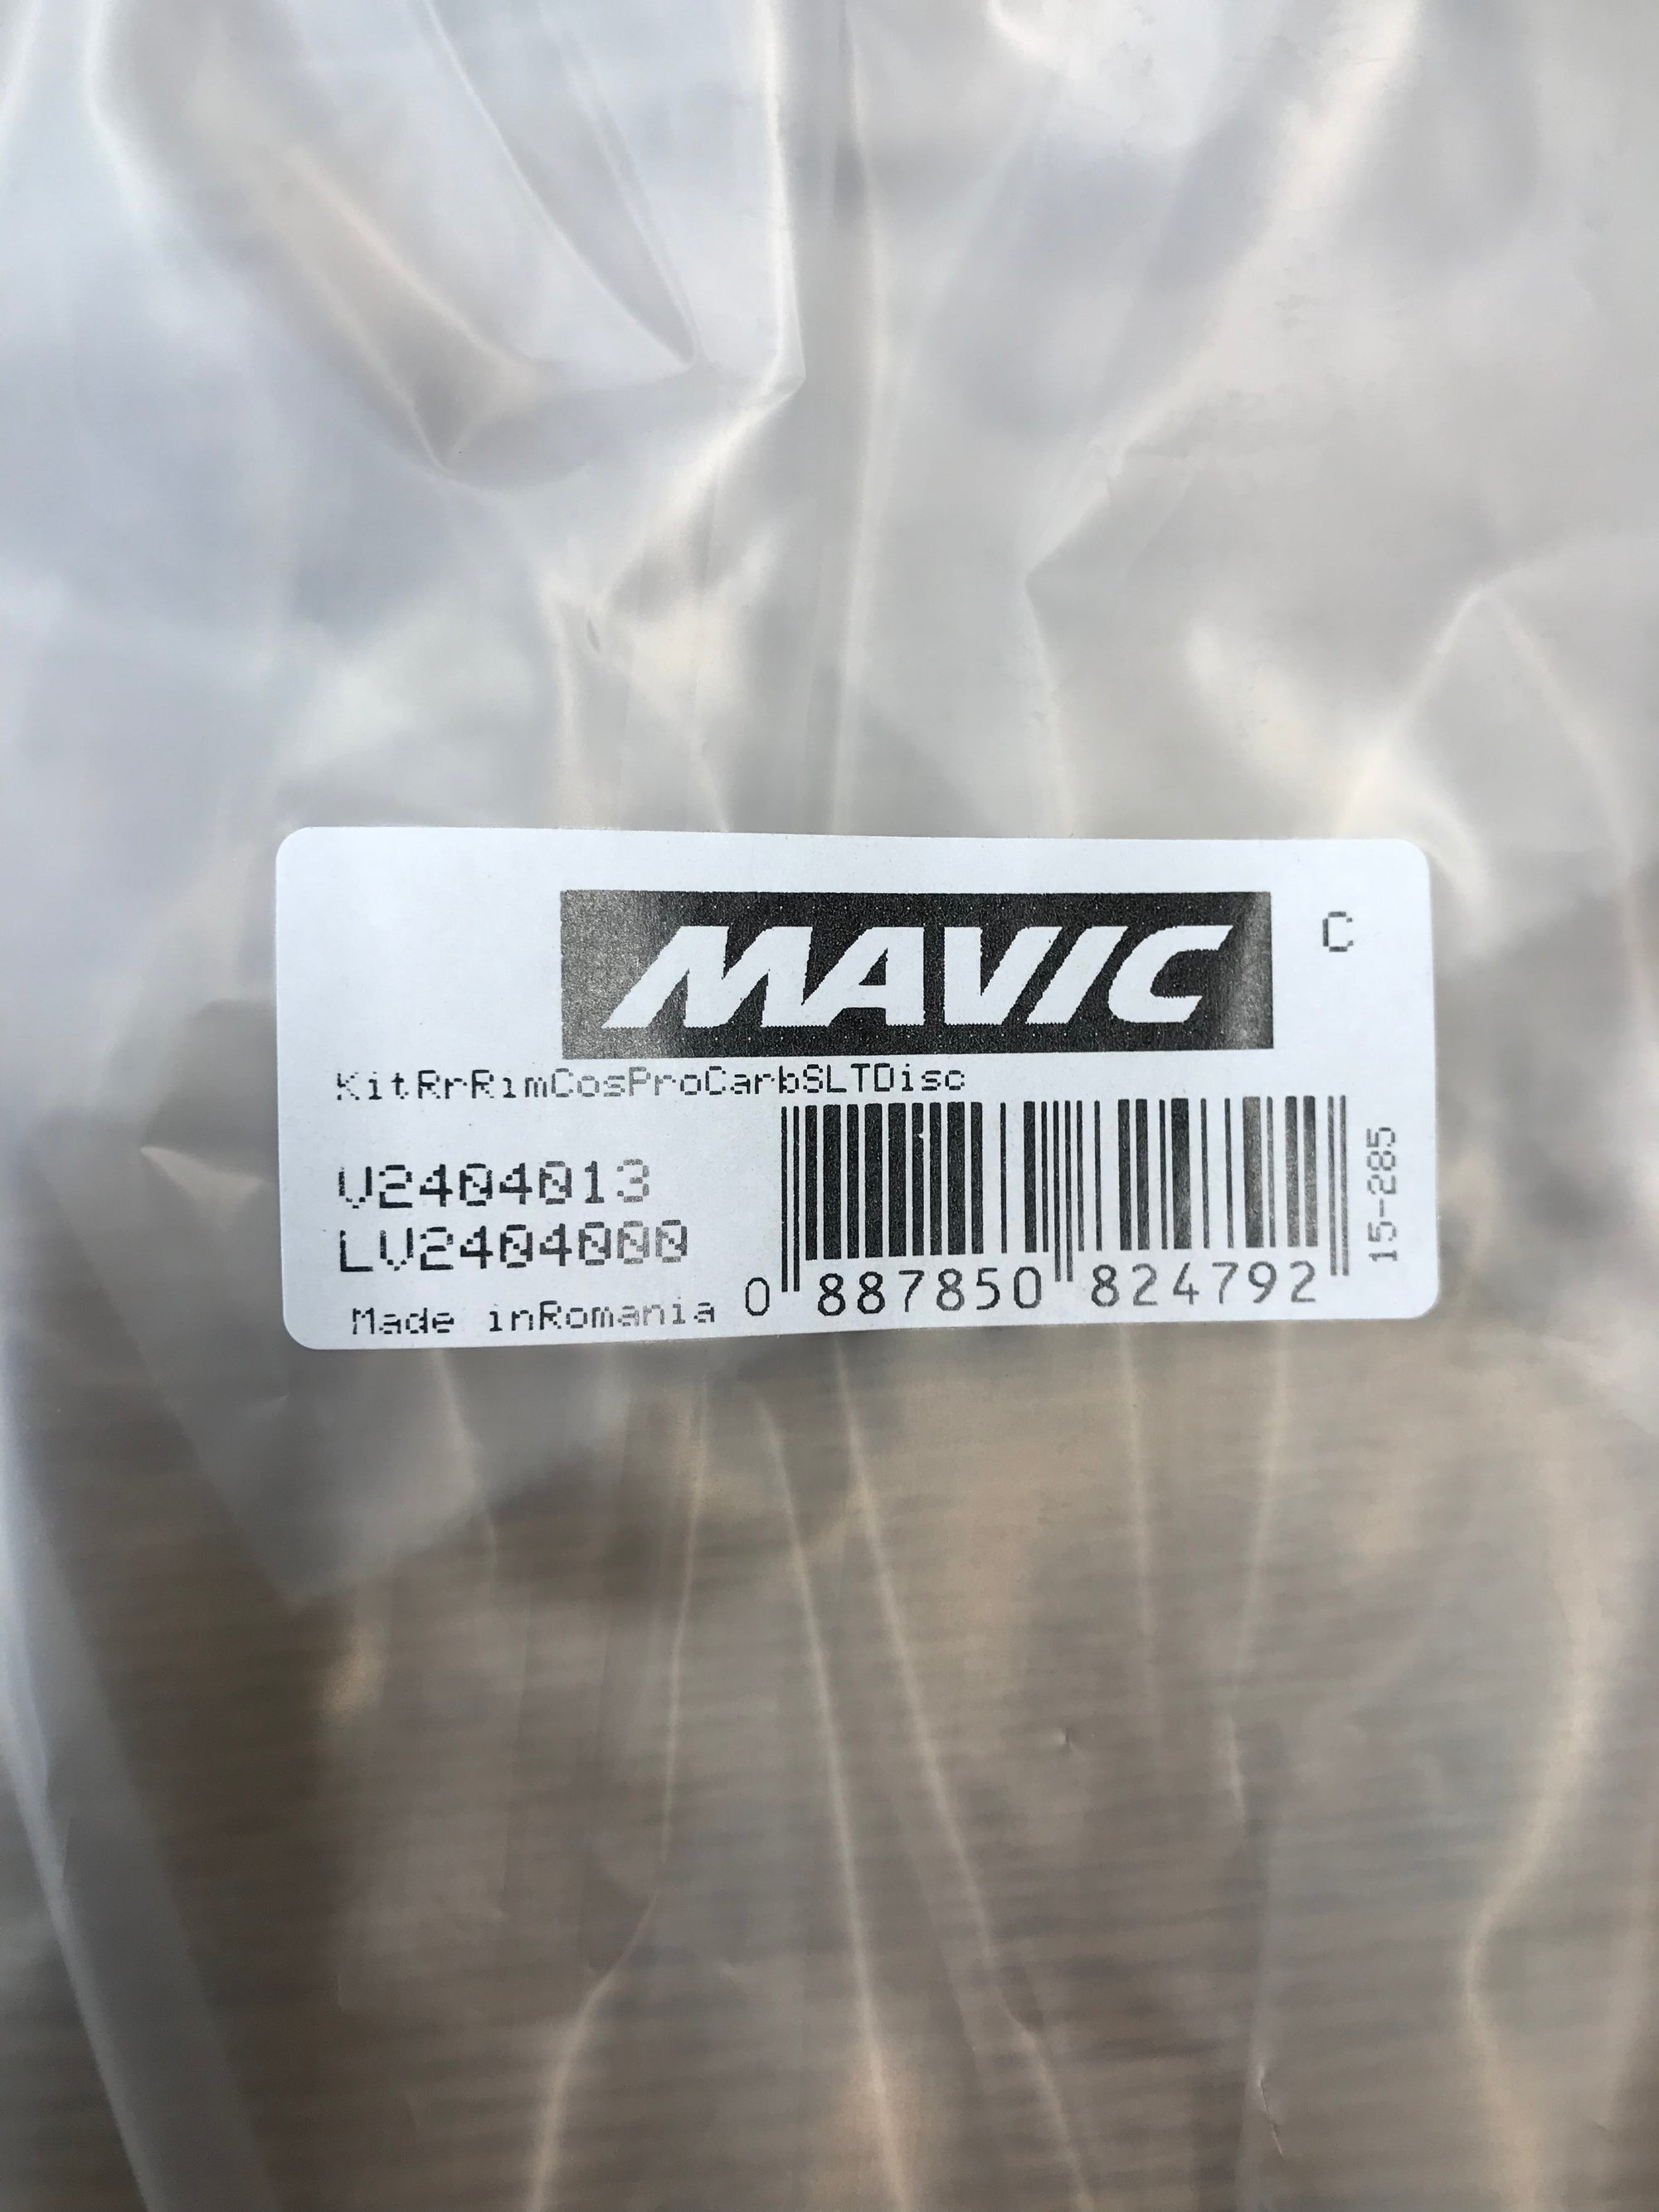 MAVIC
C
KitRrRimCosProCarbSLTDisc
V2404013
LV2404000
Made inRomania
0 887850 824792
15-285